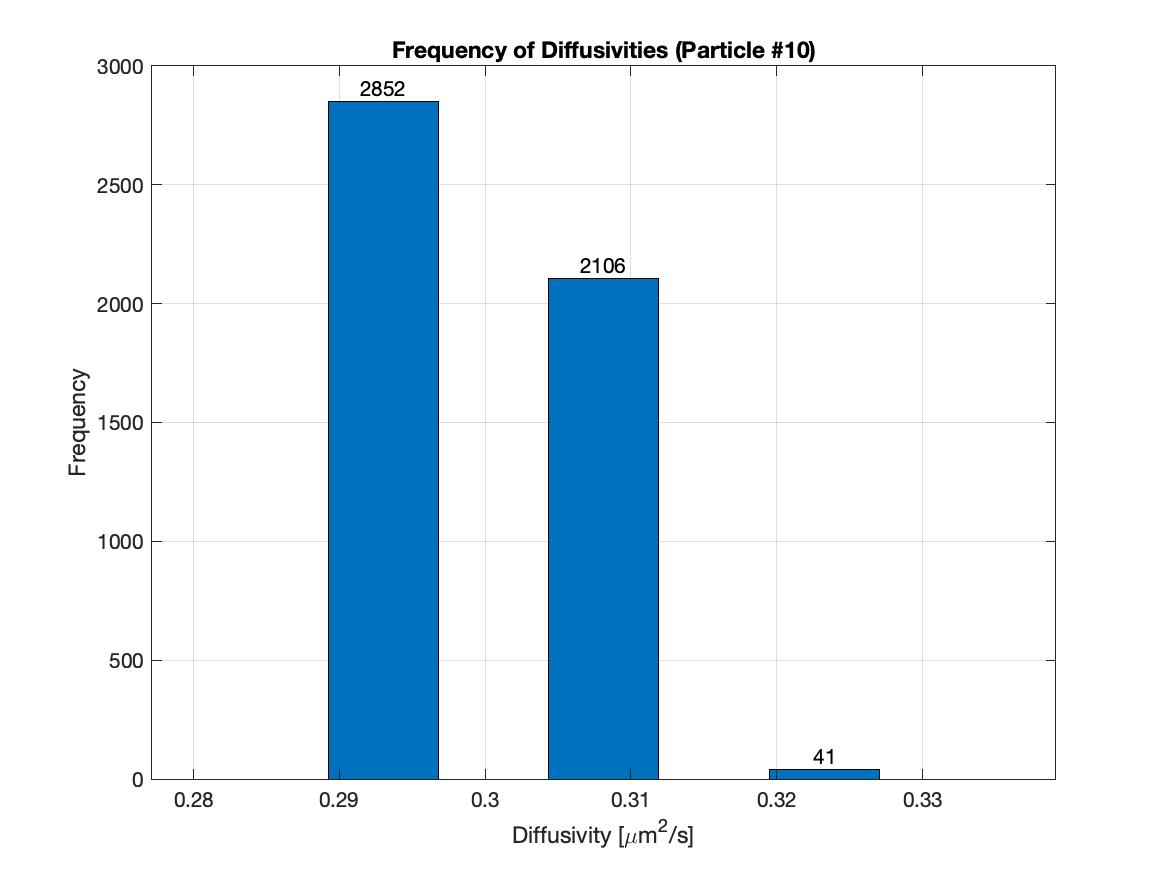 Frequency of Diffusivities (Particle #10)
3000
2852
2500
2106
2000
1500
1000
500
41
0
0.28 0.29 0.3 0.31 0.32 0.33
Frequency
Diffusivity [μm²/s]